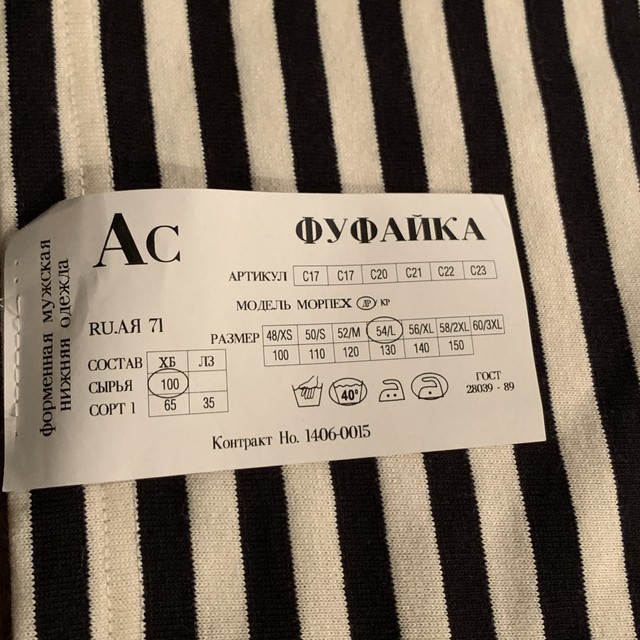 форменная мужская
нижняя одежда
Ас
ФУФАЙКА
АРТИКУЛ С17 С17 С20 С21 С22 С23
МОДЕЛЬ МОРПЕХ ДР КР
RU.АЯ 71
РАЗМЕР 48/XS 50/S 52/M 54/L 56/XL 58/2XL 60/3XL
100 110 120 130 140 150
СОСТАВ ХБ ЛЗ
СЫРЬЯ 100
СОРТ 1 65 35
40°
ГОСТ
28039 - 89
Контракт Но. 1406-0015